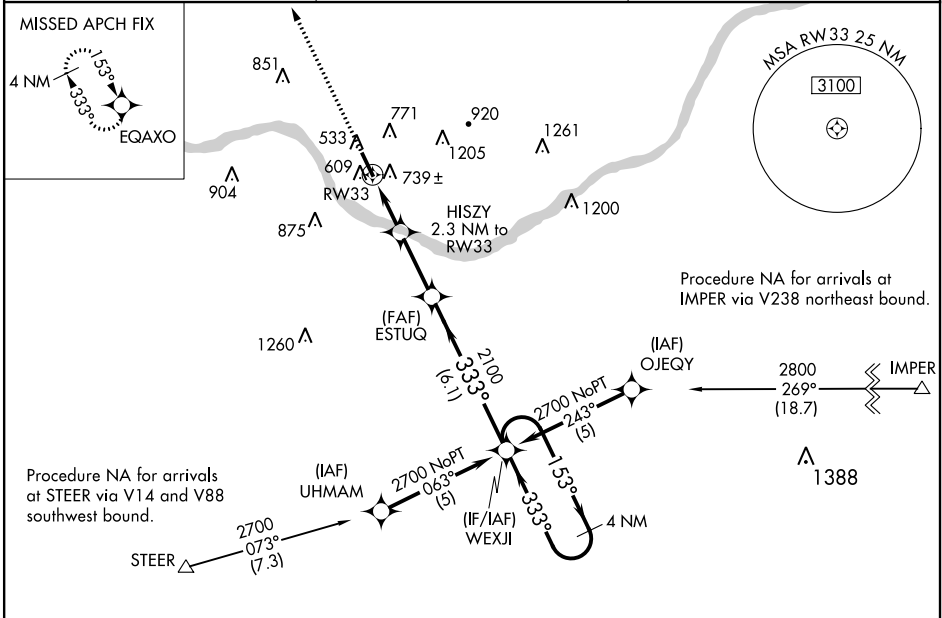 MISSED APCH FIX
4 NM
153°
333°
EQAXO
851
771
920
533
1205
1261
609
RW33
739 ±
904
875
HISZY
2.3 NM to
RW33
1200
MSA RW33 25 NM
3100
Procedure NA for arrivals at
IMPER via V238 northeast bound.
(FAF)
ESTUQ
1260
2100
333°
(6.1)
(IAF)
OJEQY
2800
269°
(18.7)
IMPER
2700 NoPT
243°
(5)
1388
Procedure NA for arrivals
at STEER via V14 and V88
southwest bound.
(IAF)
UHMAM
2700 NoPT
063°
(5)
(IF/IAF)
WEXJI
153°
333°
4 NM
2700
073°
(7.3)
STEER